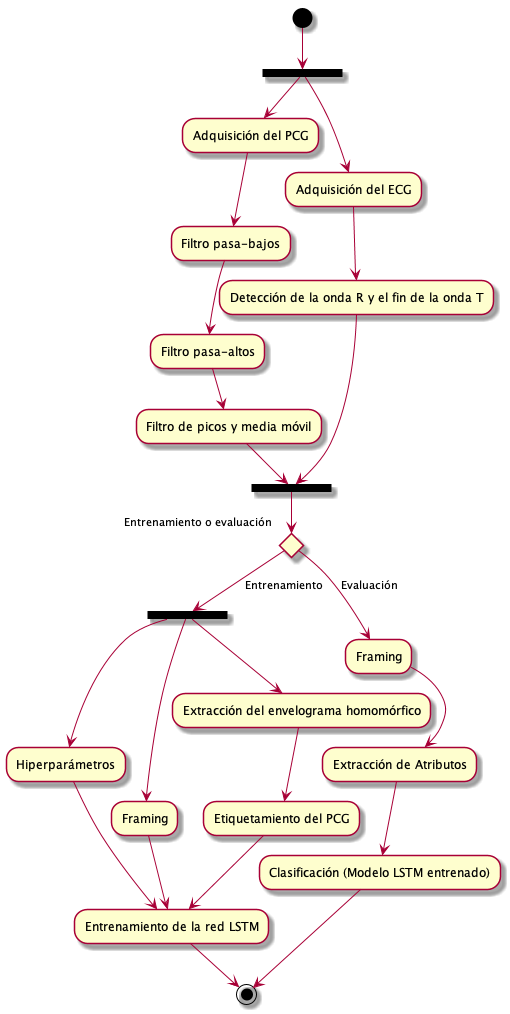 Adquisición del PCG
Adquisición del ECG
Filtro pasa-bajos
Detección de la onda R y el fin de la onda T
Filtro pasa-altos
Filtro de picos y media móvil
Entrenamiento o evaluación
Entrenamiento
Evaluación
Framing
Extracción del envelograma homomórfico
Hiperparámetros
Extracción de Atributos
Framing
Etiquetamiento del PCG
Clasificación (Modelo LSTM entrenado)
Entrenamiento de la red LSTM